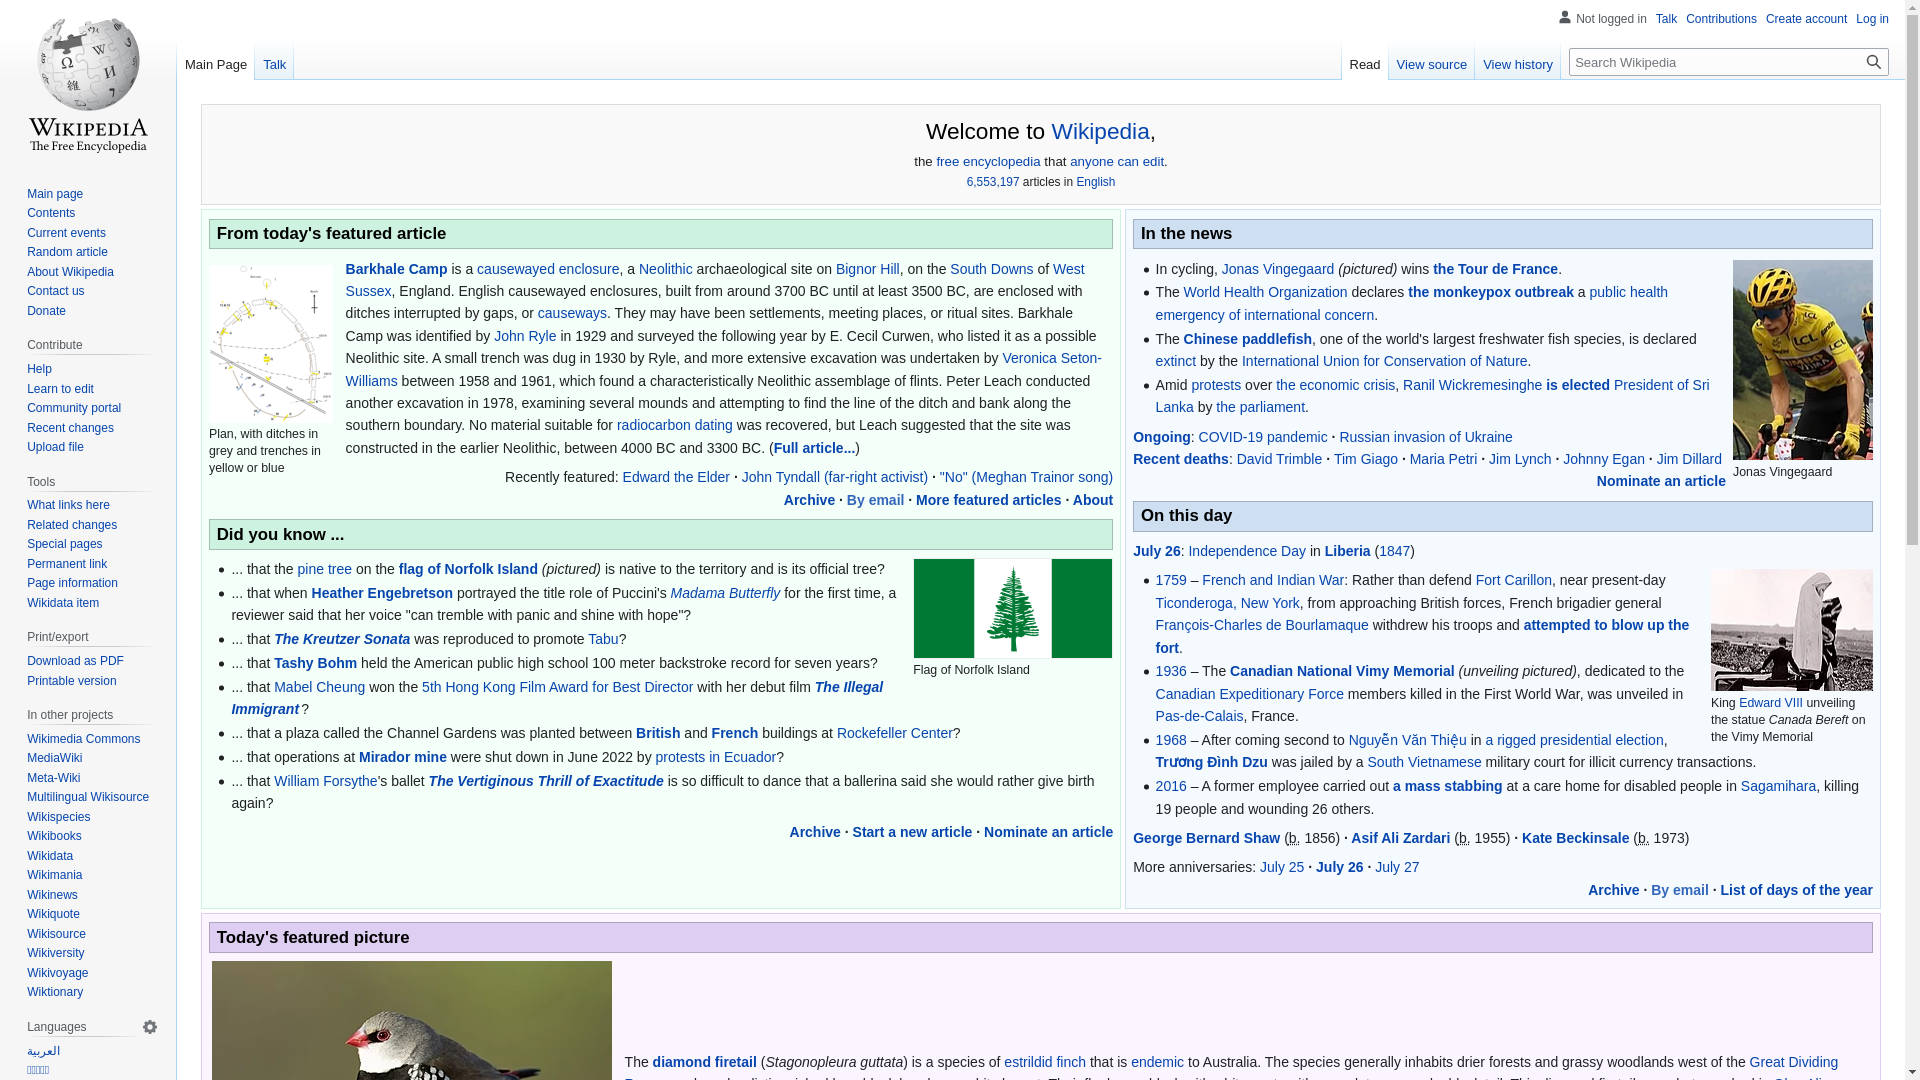 WIKIPEDIA
The Free Encyclopedia
Not logged in Talk Contributions Create account Log in
Main Page Talk
Read View source View history Search Wikipedia
Main page
Contents
Current events
Random article
About Wikipedia
Contact us
Donate
Contribute
Help
Learn to edit
Community portal
Recent changes
Upload file
Tools
What links here
Related changes
Special pages
Permanent link
Page information
Wikidata item
Print/export
Download as PDF
Printable version
In other projects
Wikimedia Commons
MediaWiki
Meta-Wiki
Multilingual Wikisource
Wikispecies
Wikibooks
Wikidata
Wikimania
Wikinews
Wikiquote
Wikisource
Wikiversity
Wikivoyage
Wiktionary
Languages
العربية
Welcome to Wikipedia,
the free encyclopedia that anyone can edit.
6,553,197 articles in English
From today's featured article
Plan, with ditches in
grey and trenches in
yellow or blue
Barkhale Camp is a causewayed enclosure, a Neolithic archaeological site on Bignor Hill, on the South Downs of West
Sussex, England. English causewayed enclosures, built from around 3700 BC until at least 3500 BC, are enclosed with
ditches interrupted by gaps, or causeways. They may have been settlements, meeting places, or ritual sites. Barkhale
Camp was identified by John Ryle in 1929 and surveyed the following year by E. Cecil Curwen, who listed it as a possible
Neolithic site. A small trench was dug in 1930 by Ryle, and more extensive excavation was undertaken by Veronica Seton-
Williams between 1958 and 1961, which found a characteristically Neolithic assemblage of flints. Peter Leach conducted
another excavation in 1978, examining several mounds and attempting to find the line of the ditch and bank along the
southern boundary. No material suitable for radiocarbon dating was recovered, but Leach suggested that the site was
constructed in the earlier Neolithic, between 4000 BC and 3300 BC. (Full article...)
Recently featured: Edward the Elder · John Tyndall (far-right activist) · "No" (Meghan Trainor song)
Archive · By email · More featured articles · About
Did you know ...
... that the pine tree on the flag of Norfolk Island (pictured) is native to the territory and is its official tree?
... that when Heather Engebretson portrayed the title role of Puccini's Madama Butterfly for the first time, a
reviewer said that her voice "can tremble with panic and shine with hope"?
... that The Kreutzer Sonata was reproduced to promote Tabu?
... that Tashy Bohm held the American public high school 100 meter backstroke record for seven years?
... that Mabel Cheung won the 5th Hong Kong Film Award for Best Director with her debut film The Illegal
Immigrant?
... that a plaza called the Channel Gardens was planted between British and French buildings at Rockefeller Center?
... that operations at Mirador mine were shut down in June 2022 by protests in Ecuador?
... that William Forsythe's ballet The Vertiginous Thrill of Exactitude is so difficult to dance that a ballerina said she would rather give birth
again?
Flag of Norfolk Island
Archive · Start a new article · Nominate an article
In the news
In cycling, Jonas Vingegaard (pictured) wins the Tour de France.
The World Health Organization declares the monkeypox outbreak a public health
emergency of international concern.
The Chinese paddlefish, one of the world's largest freshwater fish species, is declared
extinct by the International Union for Conservation of Nature.
Amid protests over the economic crisis, Ranil Wickremesinghe is elected President of Sri
Lanka by the parliament.
LCL
Jonas Vingegaard
Ongoing: COVID-19 pandemic · Russian invasion of Ukraine
Recent deaths: David Trimble · Tim Giago · Maria Petri · Jim Lynch · Johnny Egan · Jim Dillard
Nominate an article
On this day
July 26: Independence Day in Liberia (1847)
1759 – French and Indian War: Rather than defend Fort Carillon, near present-day
Ticonderoga, New York, from approaching British forces, French brigadier general
François-Charles de Bourlamaque withdrew his troops and attempted to blow up the
fort.
1936 – The Canadian National Vimy Memorial (unveiling pictured), dedicated to the
Canadian Expeditionary Force members killed in the First World War, was unveiled in
Pas-de-Calais, France.
1968 – After coming second to Nguyễn Văn Thiệu in a rigged presidential election,
Trương Đình Dzu was jailed by a South Vietnamese military court for illicit currency transactions.
2016 – A former employee carried out a mass stabbing at a care home for disabled people in Sagamihara, killing
19 people and wounding 26 others.
King Edward VIII unveiling
the statue Canada Bereft on
the Vimy Memorial
George Bernard Shaw (b. 1856) · Asif Ali Zardari (b. 1955) · Kate Beckinsale (b. 1973)
More anniversaries: July 25 · July 26 · July 27
Archive · By email · List of days of the year
Today's featured picture
The diamond firetail (Stagonopleura guttata) is a species of estrildid finch that is endemic to Australia. The species generally inhabits drier forests and grassy woodlands west of the Great Dividing